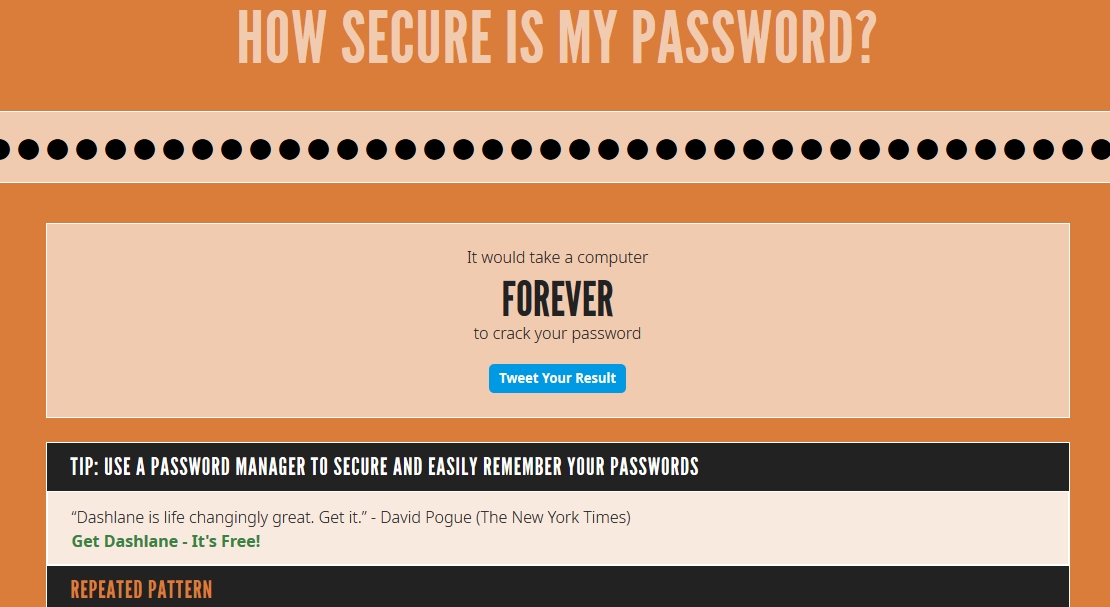 HOW SECURE IS MY PASSWORD?
It would take a computer
FOREVER
to crack your password
Tweet Your Result
TIP: USE A PASSWORD MANAGER TO SECURE AND EASILY REMEMBER YOUR PASSWORDS
“Dashlane is life changingly great. Get it.” - David Pogue (The New York Times)
Get Dashlane - It's Free!
REPEATED PATTERN